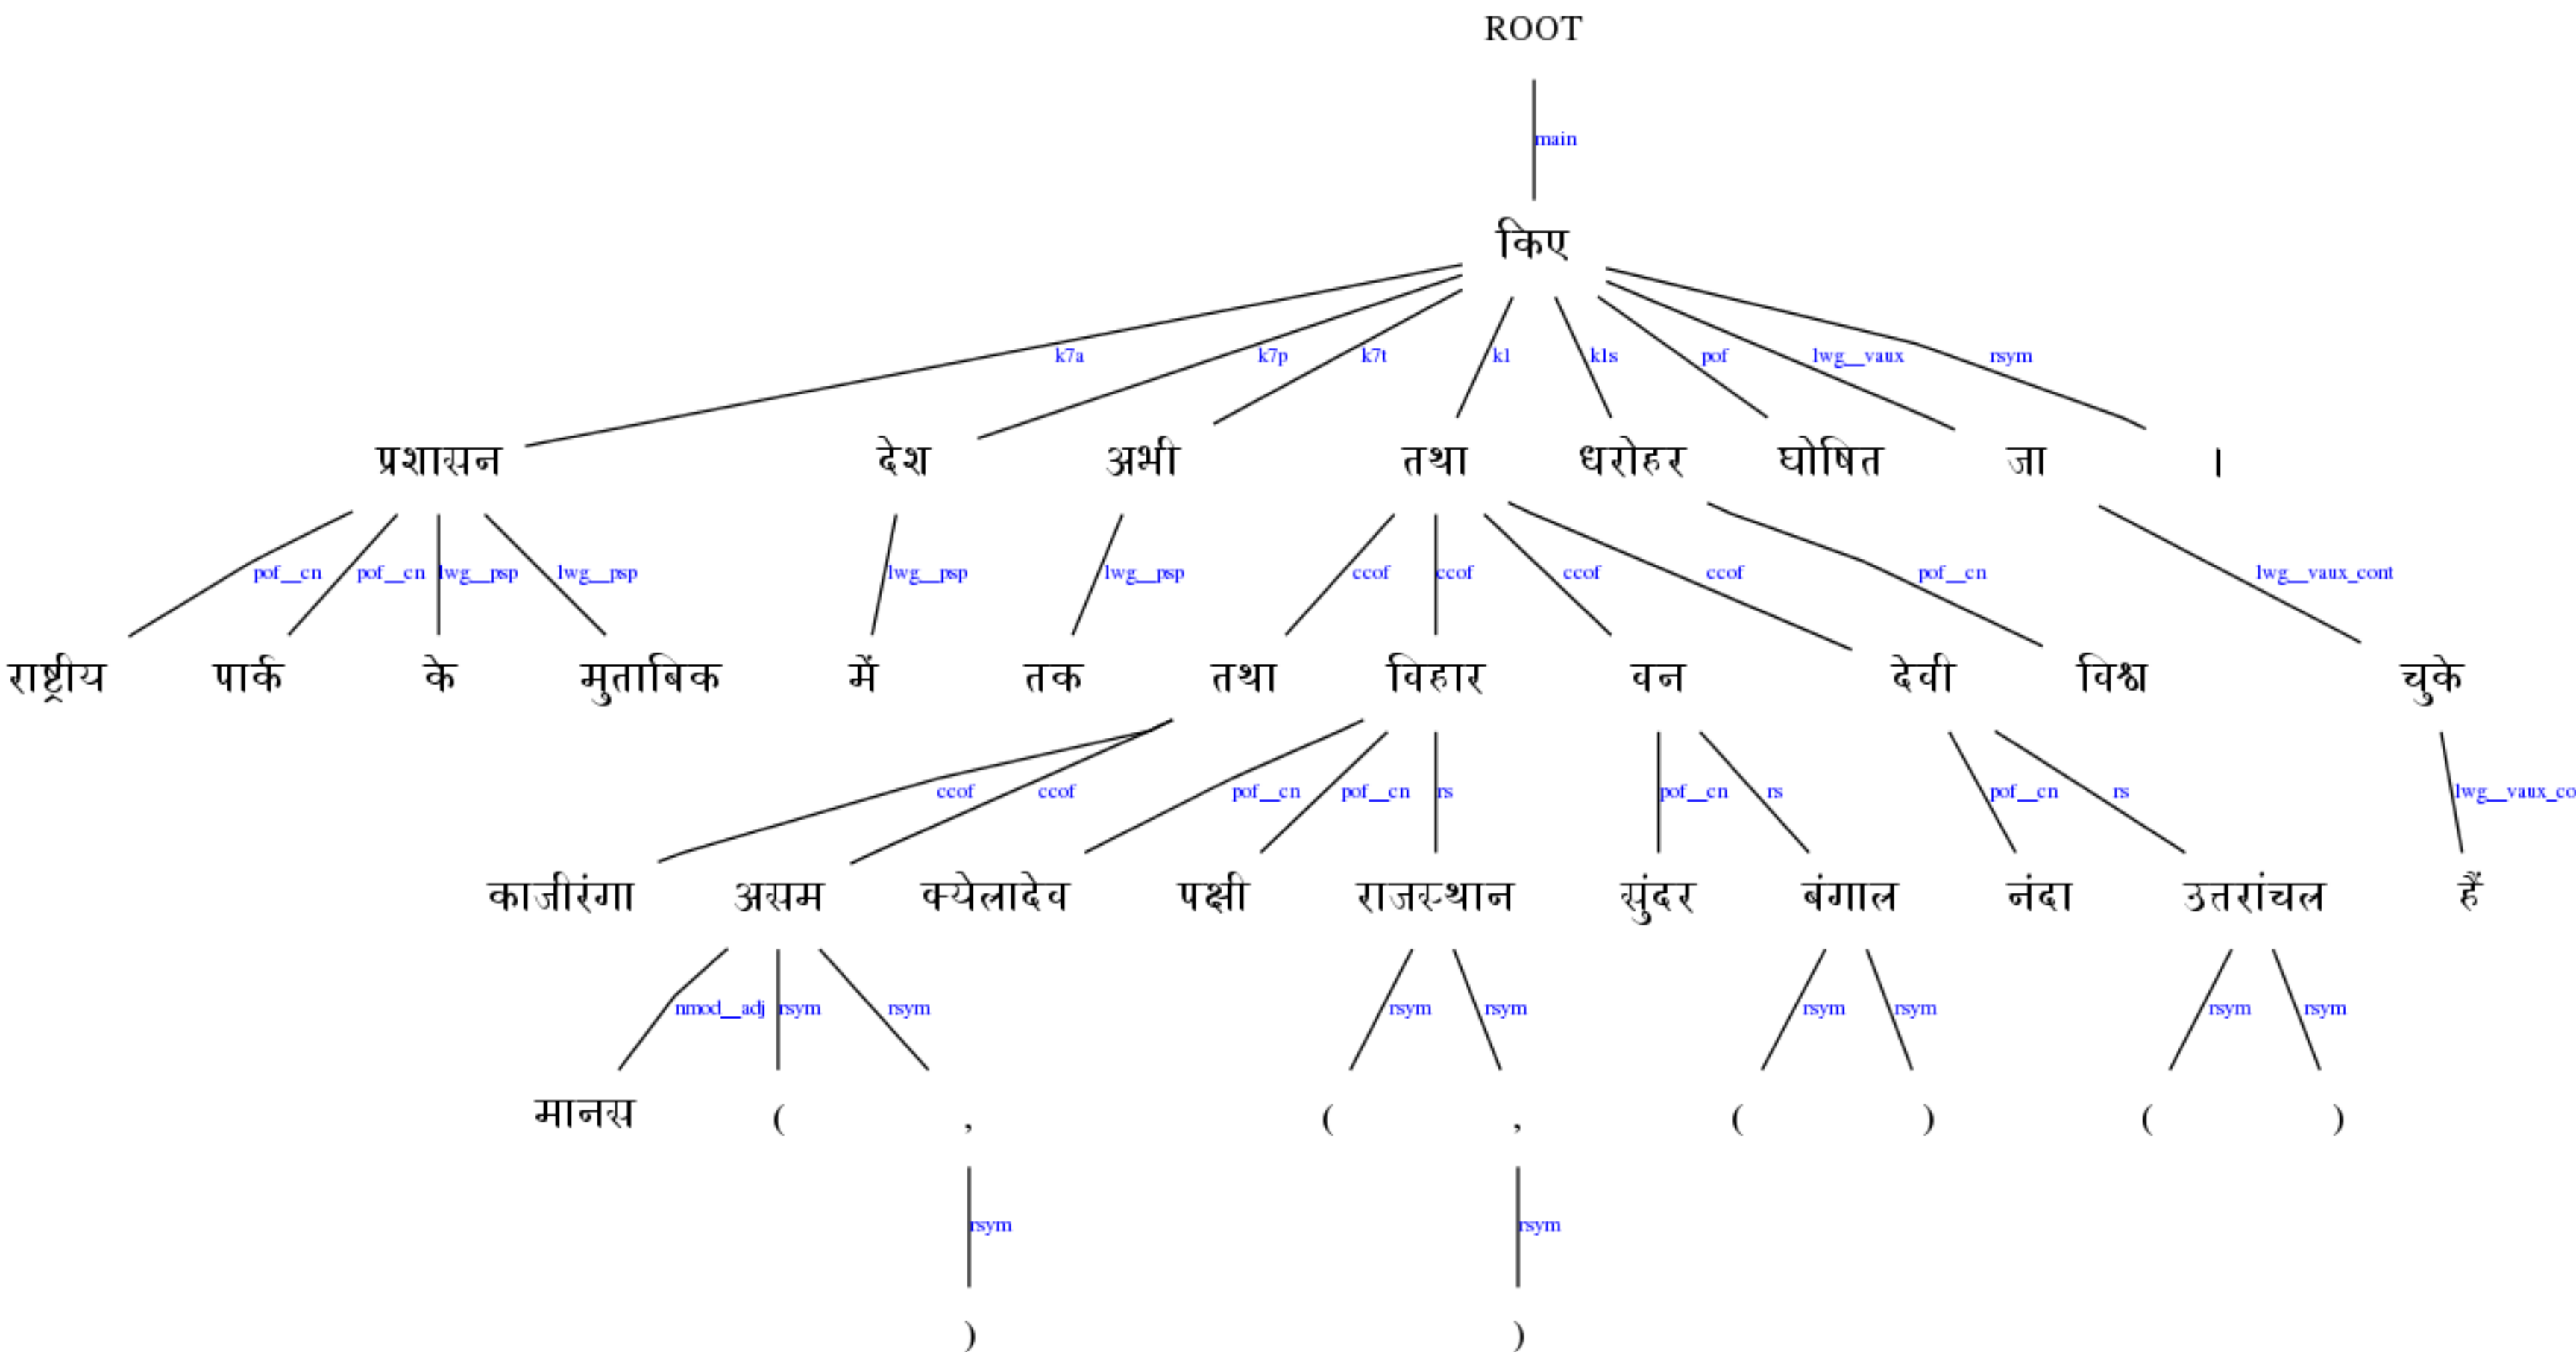 ROOT
main
किए
k7a k7p k7t k1 k1s pof lwg__vaux rsym
प्रशासन देश अभी तथा धरोहर घोषित जा ।
pof__cn pof__cn lwg__psp lwg__psp lwg__psp lwg__psp ccof ccof ccof ccof pof__cn lwg__vaux_cont
राष्ट्रीय पार्क के मुताबिक में तक तथा विहार वन देवी विश्व चुके
ccof ccof pof__cn pof__cn rs pof__cn rs pof__cn rs lwg__vaux_co
काजीरंगा असम क्येलादेव पक्षी राजस्थान सुंदर बंगाल नंदा उत्तरांचल हैं
nmod__adj rsym rsym rsym rsym rsym rsym rsym rsym
मानस ( , ( , ( ) ( )
rsym rsym
) )